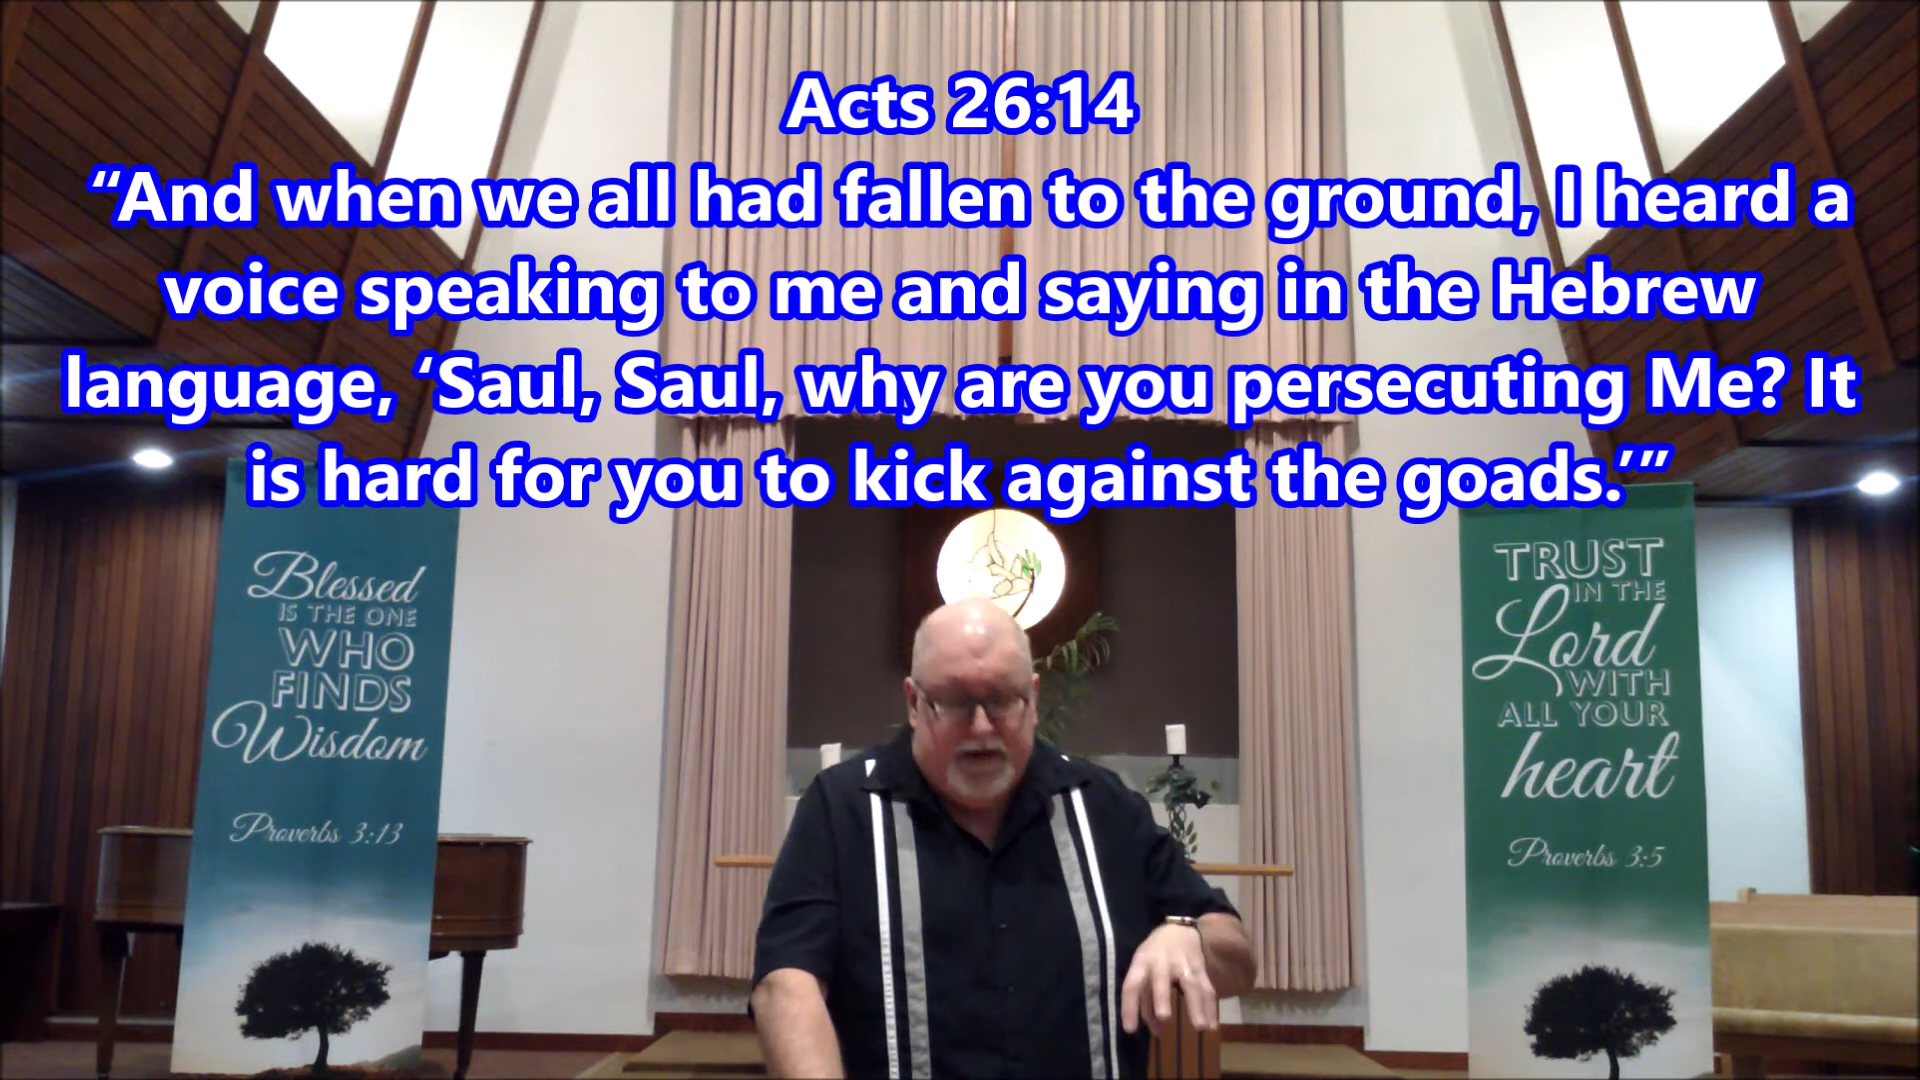 Acts 26:14
“And when we all had fallen to the ground, I heard a
voice speaking to me and saying in the Hebrew
language, ‘Saul, Saul, why are you persecuting Me? It
is hard for you to kick against the goads.’”
Blessed
IS THE ONE
WHO
FINDS
Wisdom
Proverbs 3:13
TRUST
IN THE
Lord
WITH
ALL YOUR
heart
Proverbs 3:5